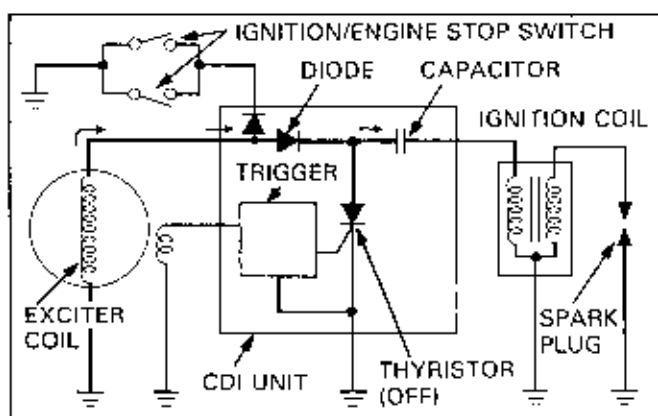 IGNITION/ENGINE STOP SWITCH
DIODE
CAPACITOR
IGNITION COIL
TRIGGER
EXCITER
COIL
CDI UNIT
THYRISTOR
(OFF)
SPARK
PLUG